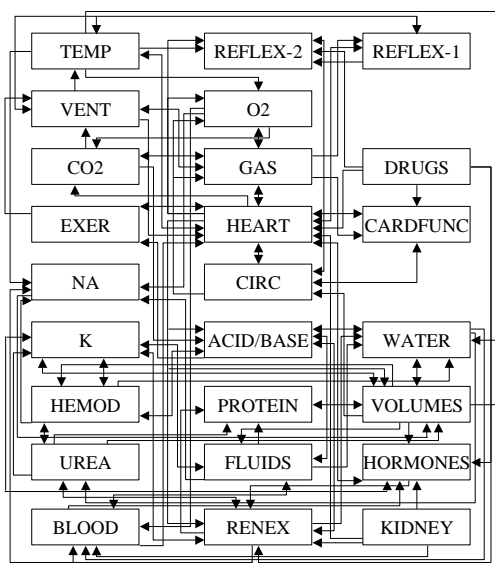 TEMP REFLEX-2 REFLEX-1
VENT O2
CO2 GAS DRUGS
EXER HEART CARDFUNC
NA CIRC
K ACID/BASE WATER
HEMOD PROTEIN VOLUMES
UREA FLUIDS HORMONES
BLOOD RENEX KIDNEY